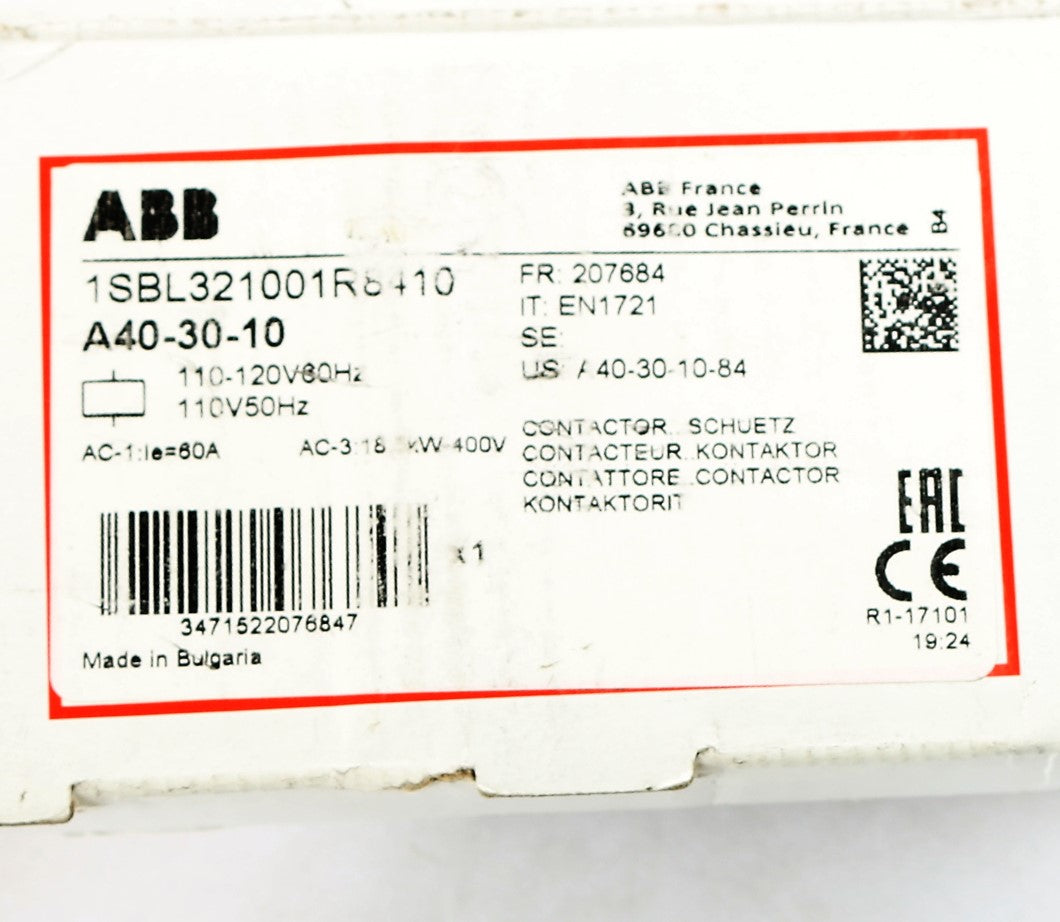 ABB
ABB France
3, Rue Jean Perrin
Chassieu, France
B4
1SBL321001R8410
A40-30-10
110-120V60Hz
110V50Hz
AC-1:Ie=60A
AC-3:18 kW 400V
FR: 207684
IT: EN1721
SE:
US: A40-30-10-84
CONTACTOR..SCHUETZ
CONTACTEUR..KONTAKTOR
CONTATTORE..CONTACTOR
KONTAKTORIT
x1
3471522076847
Made in Bulgaria
EAC
CE
R1-17101
19:24